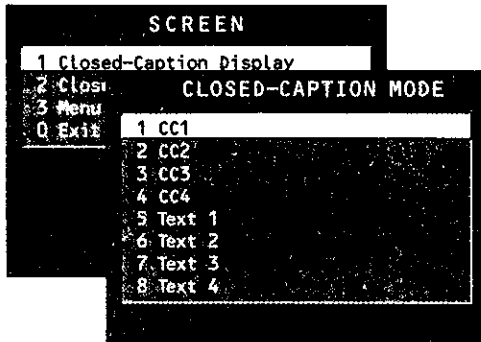 SCREEN
1 Closed-Caption Display
2 Clos
3 Menu
0 Exit
CLOSED-CAPTION MODE
1 CC1
2 CC2
3 CC3
4 CC4
5 Text 1
6 Text 2
7 Text 3
8 Text 4